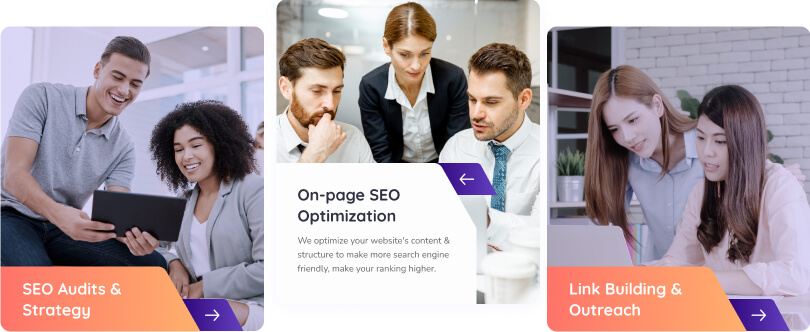 SEO Audits &
Strategy
On-page SEO
Optimization
We optimize your website's content &
structure to make more search engine
friendly, make your ranking higher.
Link Building &
Outreach